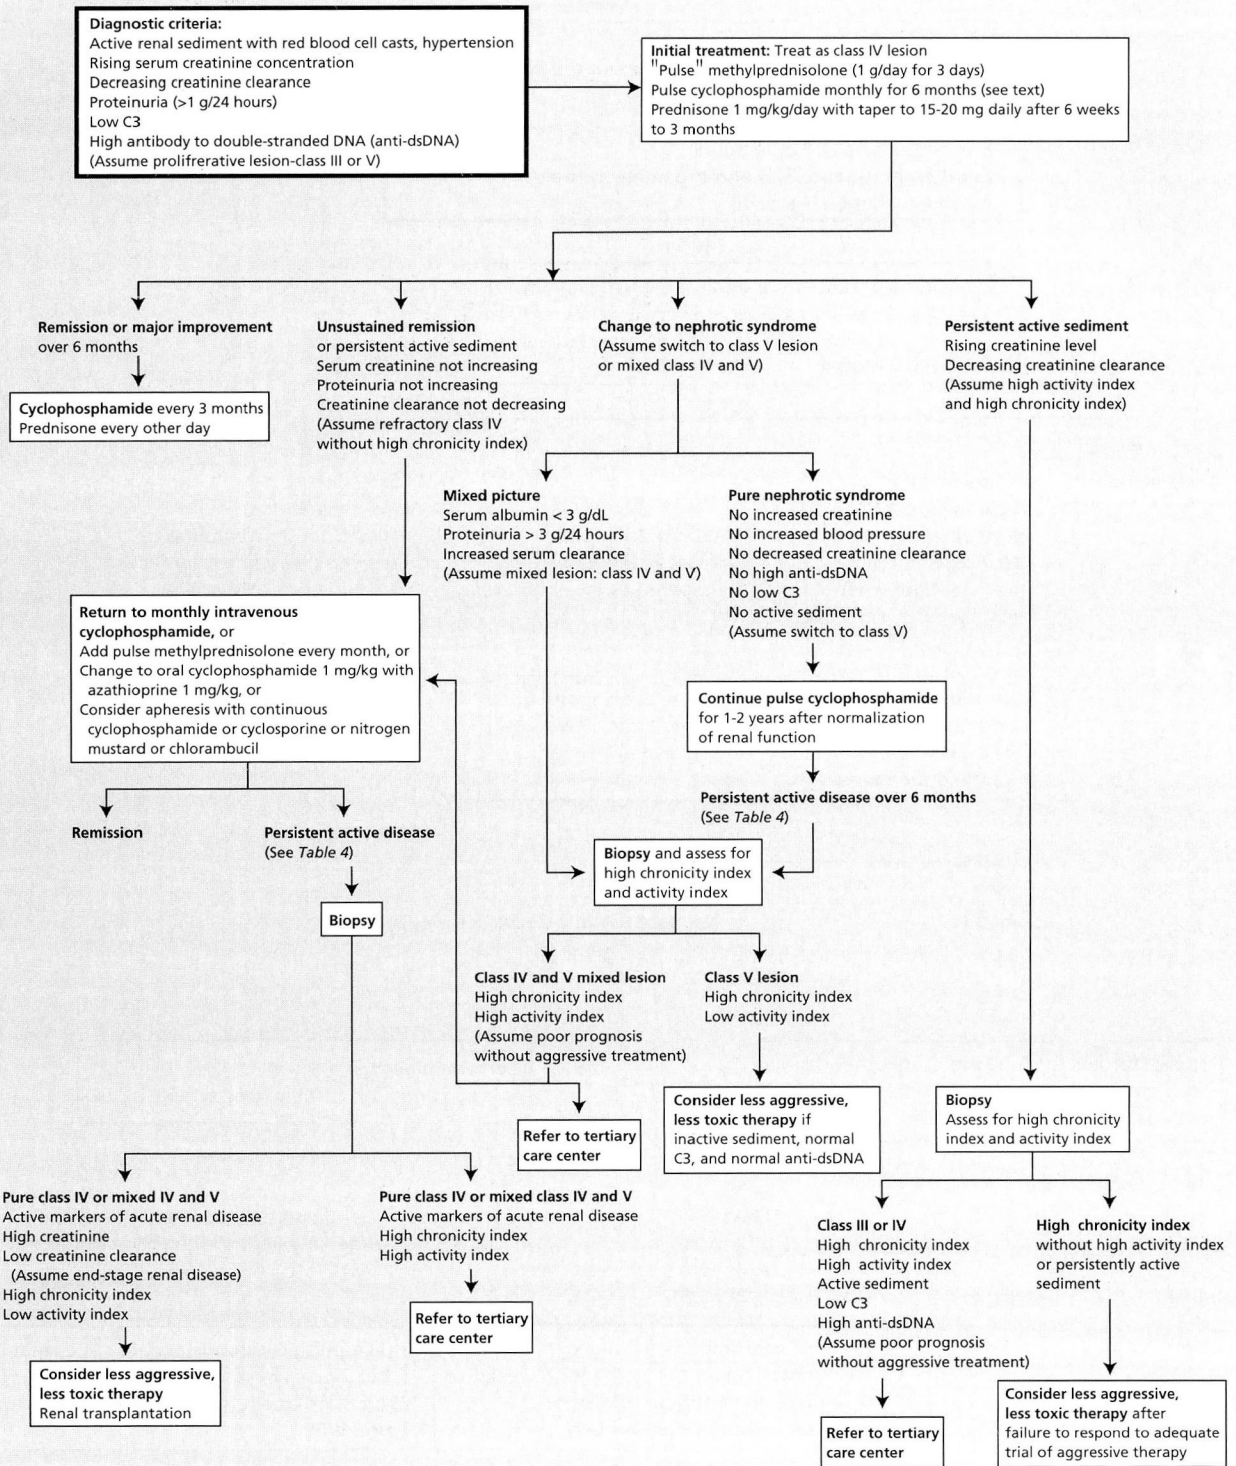 Diagnostic criteria:
Active renal sediment with red blood cell casts, hypertension
Rising serum creatinine concentration
Decreasing creatinine clearance
Proteinuria (>1 g/24 hours)
Low C3
High antibody to double-stranded DNA (anti-dsDNA)
(Assume prolifrerative lesion-class III or V)
Initial treatment: Treat as class IV lesion
"Pulse" methylprednisolone (1 g/day for 3 days)
Pulse cyclophosphamide monthly for 6 months (see text)
Prednisone 1 mg/kg/day with taper to 15-20 mg daily after 6 weeks
to 3 months
Remission or major improvement
over 6 months
Cyclophosphamide every 3 months
Prednisone every other day
Unsustained remission
or persistent active sediment
Serum creatinine not increasing
Proteinuria not increasing
Creatinine clearance not decreasing
(Assume refractory class IV
without high chronicity index)
Change to nephrotic syndrome
(Assume switch to class V lesion
or mixed class IV and V)
Persistent active sediment
Rising creatinine level
Decreasing creatinine clearance
(Assume high activity index
and high chronicity index)
Mixed picture
Serum albumin < 3 g/dL
Proteinuria > 3 g/24 hours
Increased serum clearance
(Assume mixed lesion: class IV and V)
Pure nephrotic syndrome
No increased creatinine
No increased blood pressure
No decreased creatinine clearance
No high anti-dsDNA
No low C3
No active sediment
(Assume switch to class V)
Return to monthly intravenous
cyclophosphamide, or
Add pulse methylprednisolone every month, or
Change to oral cyclophosphamide 1 mg/kg with
azathioprine 1 mg/kg, or
Consider apheresis with continuous
cyclophosphamide or cyclosporine or nitrogen
mustard or chlorambucil
Continue pulse cyclophosphamide
for 1-2 years after normalization
of renal function
Persistent active disease over 6 months
(See Table 4)
Remission
Persistent active disease
(See Table 4)
Biopsy and assess for
high chronicity index
and activity index
Biopsy
Class IV and V mixed lesion
High chronicity index
High activity index
(Assume poor prognosis
without aggressive treatment)
Class V lesion
High chronicity index
Low activity index
Refer to tertiary
care center
Consider less aggressive,
less toxic therapy if
inactive sediment, normal
C3, and normal anti-dsDNA
Biopsy
Assess for high chronicity
index and activity index
Pure class IV or mixed IV and V
Active markers of acute renal disease
High creatinine
Low creatinine clearance
(Assume end-stage renal disease)
High chronicity index
Low activity index
Pure class IV or mixed class IV and V
Active markers of acute renal disease
High chronicity index
High activity index
Class III or IV
High chronicity index
High activity index
Active sediment
Low C3
High anti-dsDNA
(Assume poor prognosis
without aggressive treatment)
High chronicity index
without high activity index
or persistently active
sediment
Refer to tertiary
care center
Consider less aggressive,
less toxic therapy
Renal transplantation
Refer to tertiary
care center
Consider less aggressive,
less toxic therapy after
failure to respond to adequate
trial of aggressive therapy